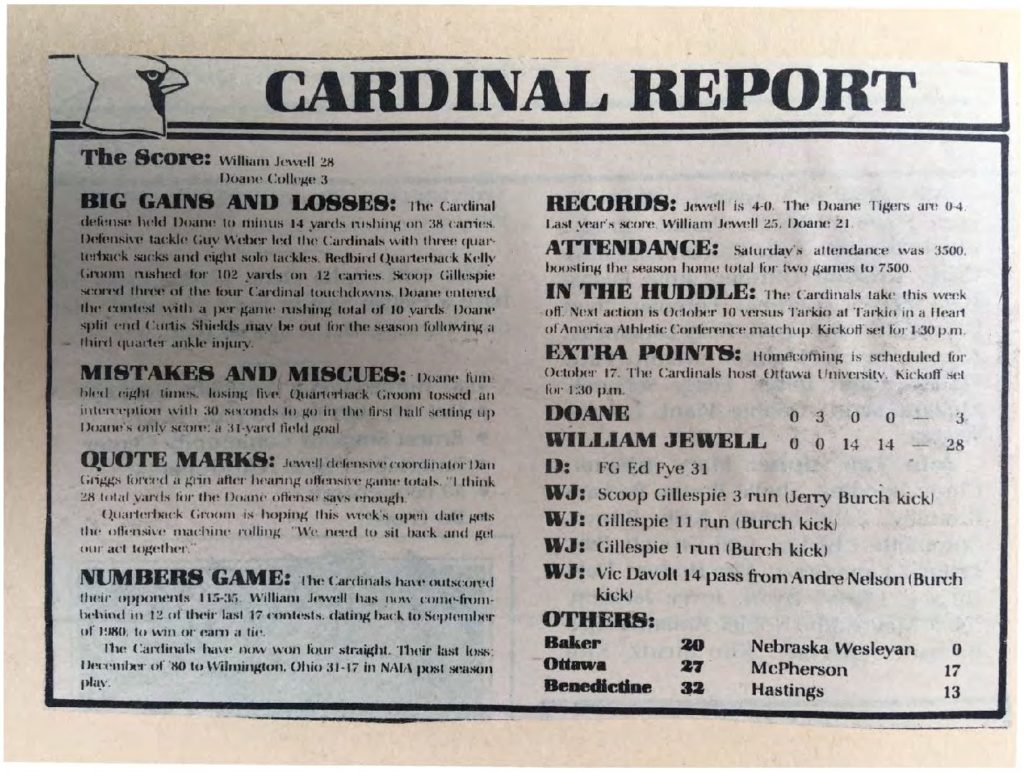 CARDINAL REPORT
The Score: William Jewell 28
Doane College 3
BIG GAINS AND LOSSES: The Cardinal
defense held Doane to minus 14 yards rushing on 38 carries.
Defensive tackle Guy Weber led the Cardinals with three quar-
terback sacks and eight solo tackles. Redbird Quarterback Kelly
Groom rushed for 102 yards on 12 carries. Scoop Gillespie
scored three of the four Cardinal touchdowns. Doane entered
the contest with a per game rushing total of 10 yards. Doane
split end Curtis Shields may be out for the season following a
third quarter ankle injury.
MISTAKES AND MISCUES: Doane fum-
bled eight times, losing five. Quarterback Groom tossed an
interception with 30 seconds to go in the first half setting up
Doane's only score; a 31-yard field goal.
QUOTE MARKS: Jewell defensive coordinator Dan
Griggs forced a grin after hearing offensive game totals. "I think
28 total yards for the Doane offense says enough."
Quarterback Groom is hoping this week's open date gets
the offensive machine rolling. "We need to sit back and get
our act together."
NUMBERS GAME: The Cardinals have outscored
their opponents 115-35. William Jewell has now come-from-
behind in 12 of their last 17 contests, dating back to September
of 1980, to win or earn a tie.
The Cardinals have now won four straight. Their last loss;
December of '80 to Wilmington, Ohio 31-17 in NAIA post season
play.
RECORDS: Jewell is 4-0. The Doane Tigers are 0-4.
Last year's score, William Jewell 25, Doane 21.
ATTENDANCE: Saturday's attendance was 3500,
boosting the season home total for two games to 7500.
IN THE HUDDLE: The Cardinals take this week
off. Next action is October 10 versus Tarkio at Tarkio in a Heart
of America Athletic Conference matchup. Kickoff set for 1:30 p.m.
EXTRA POINTS: Homecoming is scheduled for
October 17. The Cardinals host Ottawa University. Kickoff set
for 1:30 p.m.
DOANE 0 3 0 0 — 3
WILLIAM JEWELL 0 0 14 14 — 28
D: FG Ed Fye 31
WJ: Scoop Gillespie 3 run (Jerry Burch kick)
WJ: Gillespie 11 run (Burch kick)
WJ: Gillespie 1 run (Burch kick)
WJ: Vic Davolt 14 pass from Andre Nelson (Burch
kick)
OTHERS:
Baker 20 Nebraska Wesleyan 0
Ottawa 27 McPherson 17
Benedictine 32 Hastings 13